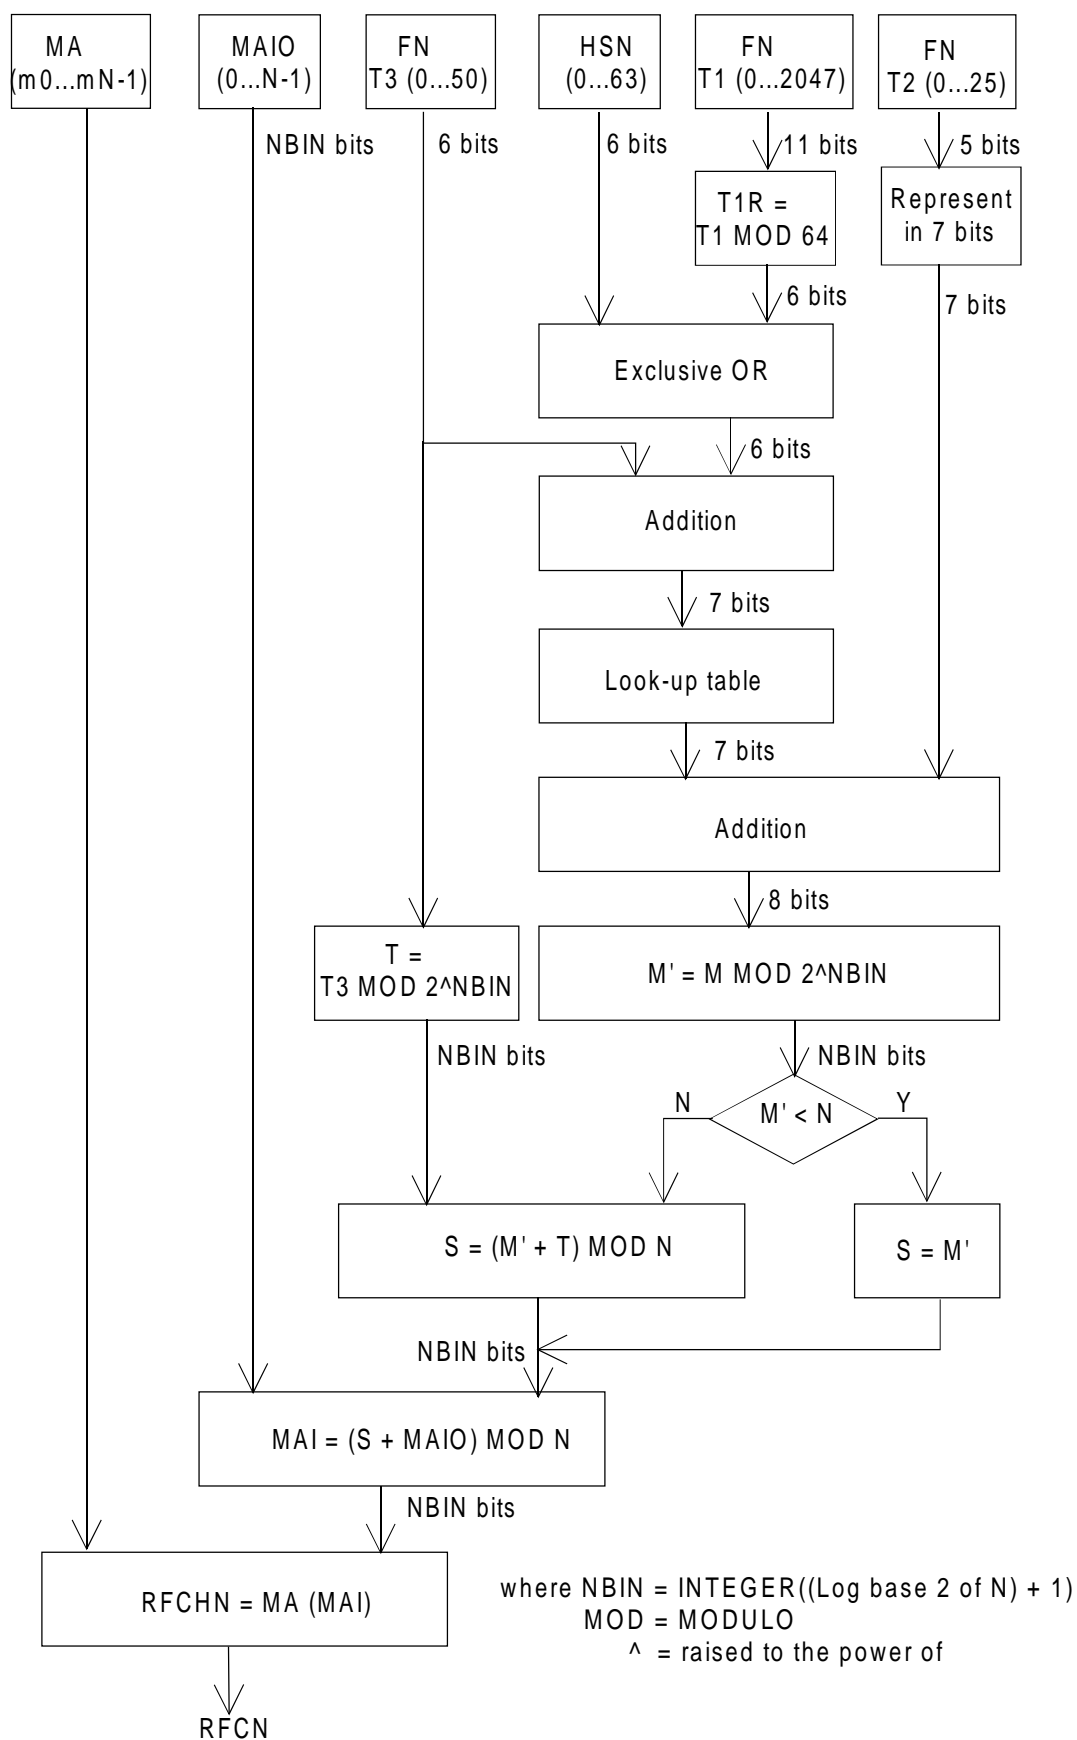 MA
(m0...mN-1)
MAIO
(0...N-1)
FN
T3 (0...50)
HSN
(0...63)
FN
T1 (0...2047)
FN
T2 (0...25)
NBIN bits
6 bits
6 bits
11 bits
5 bits
T1R =
T1 MOD 64
Represent
in 7 bits
6 bits
7 bits
Exclusive OR
6 bits
Addition
7 bits
Look-up table
7 bits
Addition
8 bits
T =
T3 MOD 2^NBIN
M' = M MOD 2^NBIN
NBIN bits
NBIN bits
N
M' < N
Y
S = (M' + T) MOD N
S = M'
NBIN bits
MAI = (S + MAIO) MOD N
NBIN bits
RFCHN = MA (MAI)
where NBIN = INTEGER((Log base 2 of N) + 1)
MOD = MODULO
^ = raised to the power of
RFCN